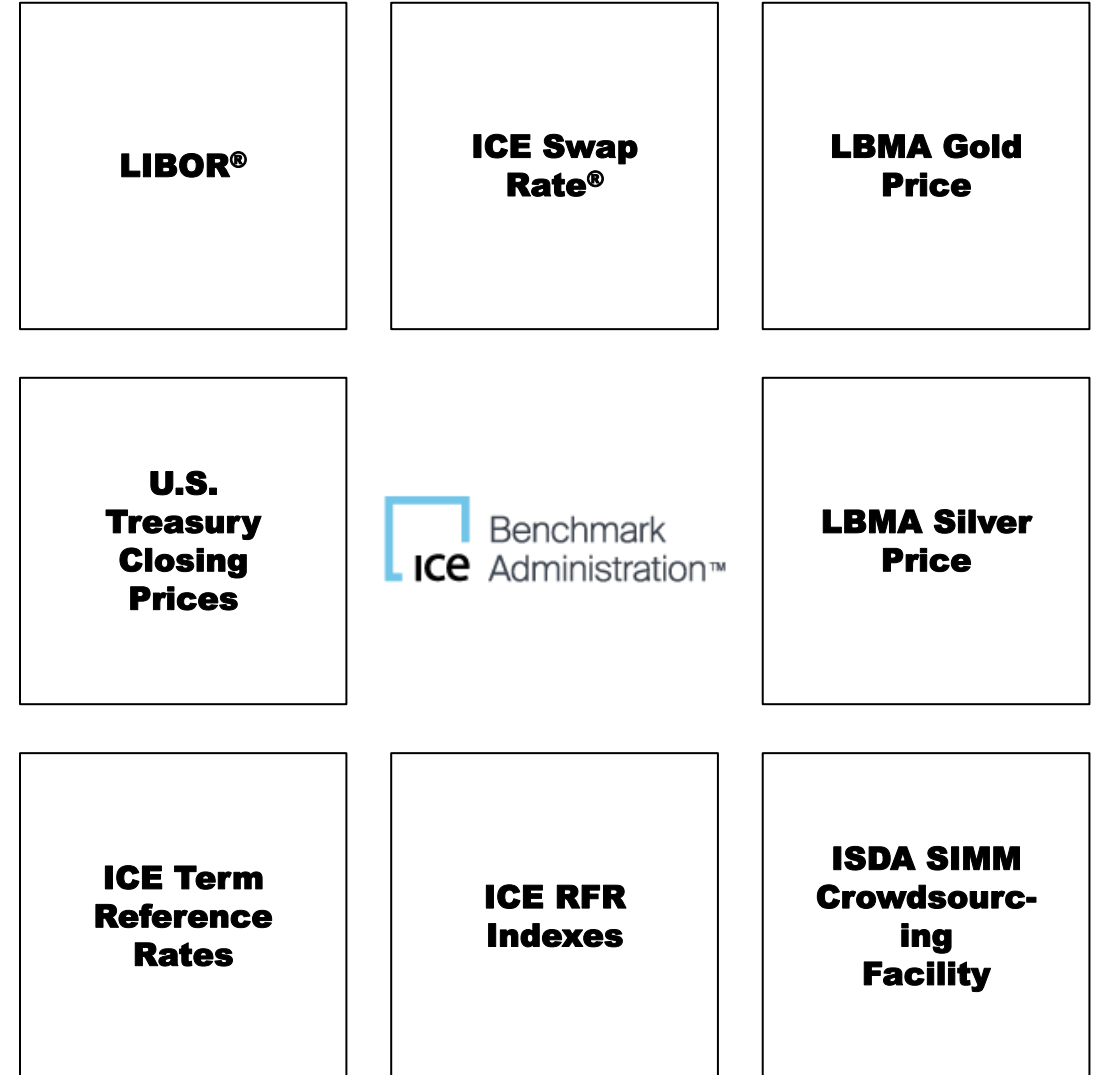 LIBOR®
ICE Swap
Rate®
LBMA Gold
Price
U.S.
Treasury
Closing
Prices
ice
Benchmark
Administration™
LBMA Silver
Price
ICE Term
Reference
Rates
ICE RFR
Indexes
ISDA SIMM
Crowdsourc-
ing
Facility